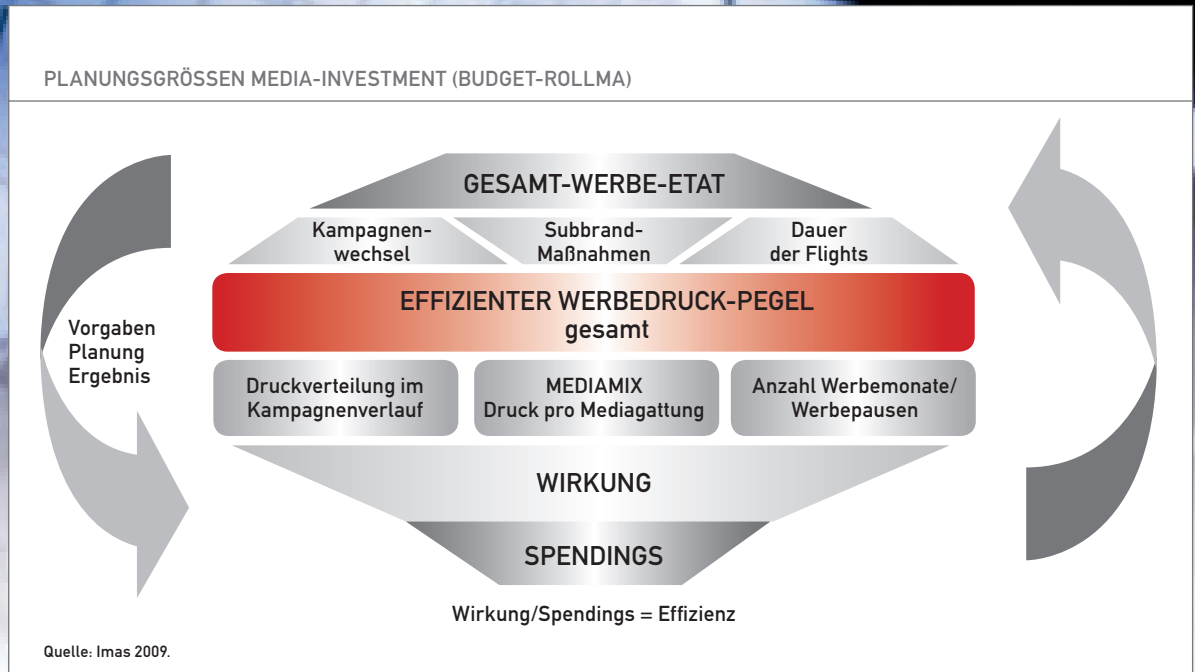 PLANUNGSGRÖSSEN MEDIA-INVESTMENT (BUDGET-ROLLMA)
GESAMT-WERBE-ETAT
Kampagnen-
wechsel
Subbrand-
Maßnahmen
Dauer
der Flights
EFFIZIENTER WERBEDRUCK-PEGEL
gesamt
Vorgaben
Planung
Ergebnis
Druckverteilung im
Kampagnenverlauf
MEDIAMIX
Druck pro Mediagattung
Anzahl Werbemonate/
Werbepausen
WIRKUNG
SPENDINGS
Wirkung/Spendings = Effizienz
Quelle: Imas 2009.